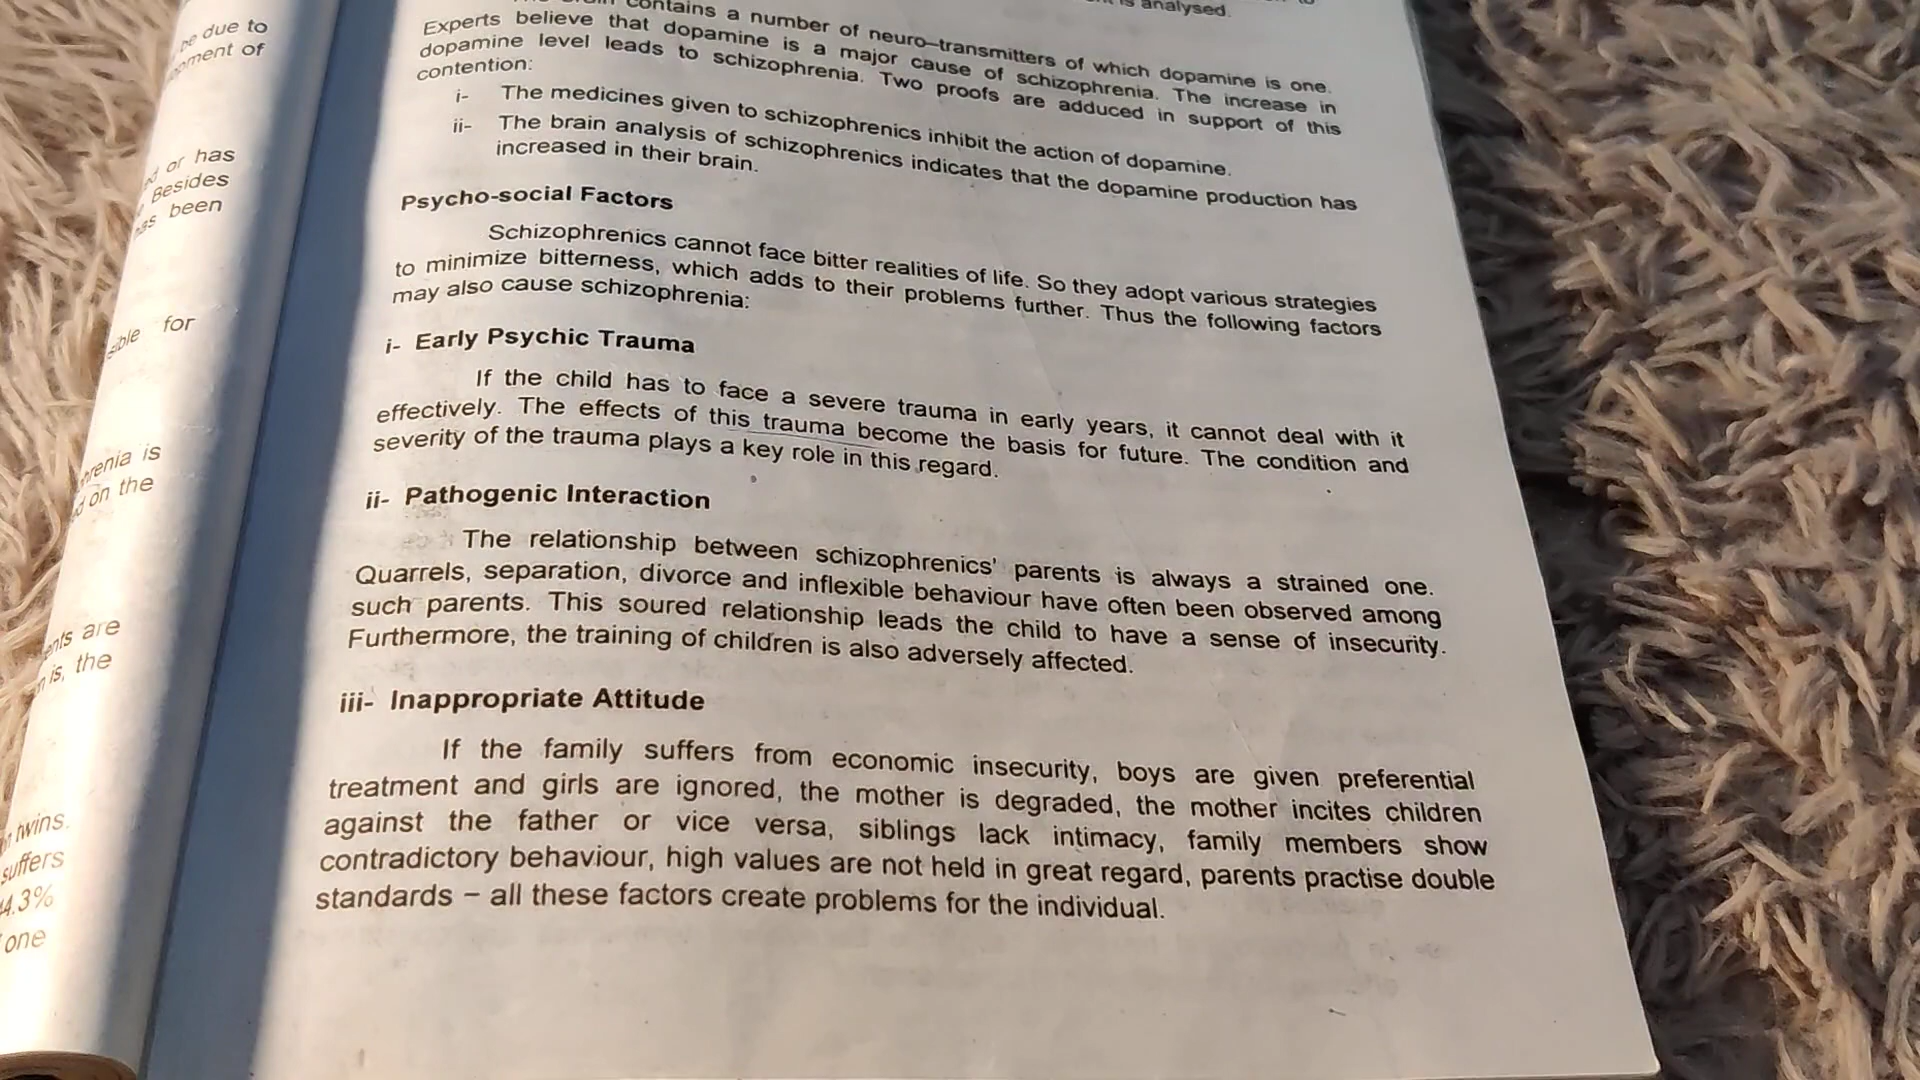 is analysed.
contains a number of neuro–transmitters of which dopamine is one.
Experts believe that dopamine is a major cause of schizophrenia. The increase in
dopamine level leads to schizophrenia. Two proofs are adduced in support of this
contention:
i- The medicines given to schizophrenics inhibit the action of dopamine.
ii- The brain analysis of schizophrenics indicates that the dopamine production has
increased in their brain.
Psycho-social Factors
Schizophrenics cannot face bitter realities of life. So they adopt various strategies
to minimize bitterness, which adds to their problems further. Thus the following factors
may also cause schizophrenia:
i- Early Psychic Trauma
If the child has to face a severe trauma in early years, it cannot deal with it
effectively. The effects of this trauma become the basis for future. The condition and
severity of the trauma plays a key role in this regard.
ii- Pathogenic Interaction
The relationship between schizophrenics' parents is always a strained one.
Quarrels, separation, divorce and inflexible behaviour have often been observed among
such parents. This soured relationship leads the child to have a sense of insecurity.
Furthermore, the training of children is also adversely affected.
iii- Inappropriate Attitude
If the family suffers from economic insecurity, boys are given preferential
treatment and girls are ignored, the mother is degraded, the mother incites children
against the father or vice versa, siblings lack intimacy, family members show
contradictory behaviour, high values are not held in great regard, parents practise double
standards – all these factors create problems for the individual.
be due to
of
or has
Besides
been
for
is
on the
are
is, the
twins.
suffers
one